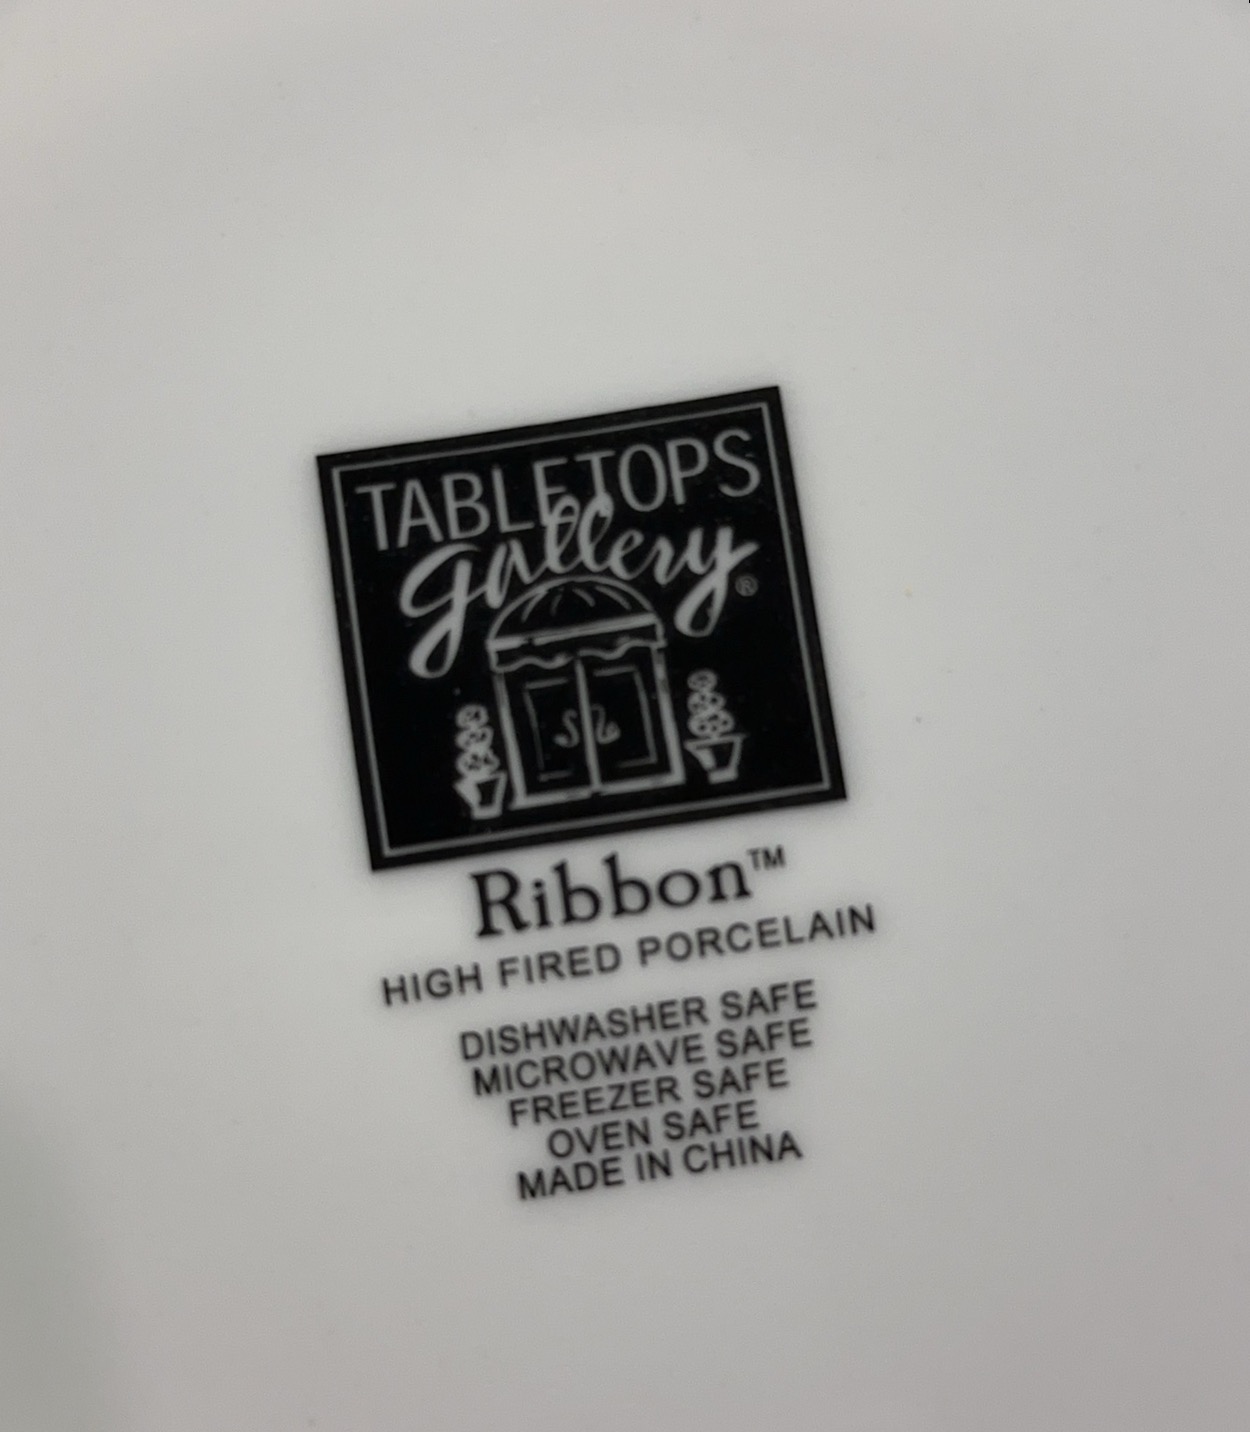 TABLETOPS
gallery®
Ribbon™
HIGH FIRED PORCELAIN
DISHWASHER SAFE
MICROWAVE SAFE
FREEZER SAFE
OVEN SAFE
MADE IN CHINA